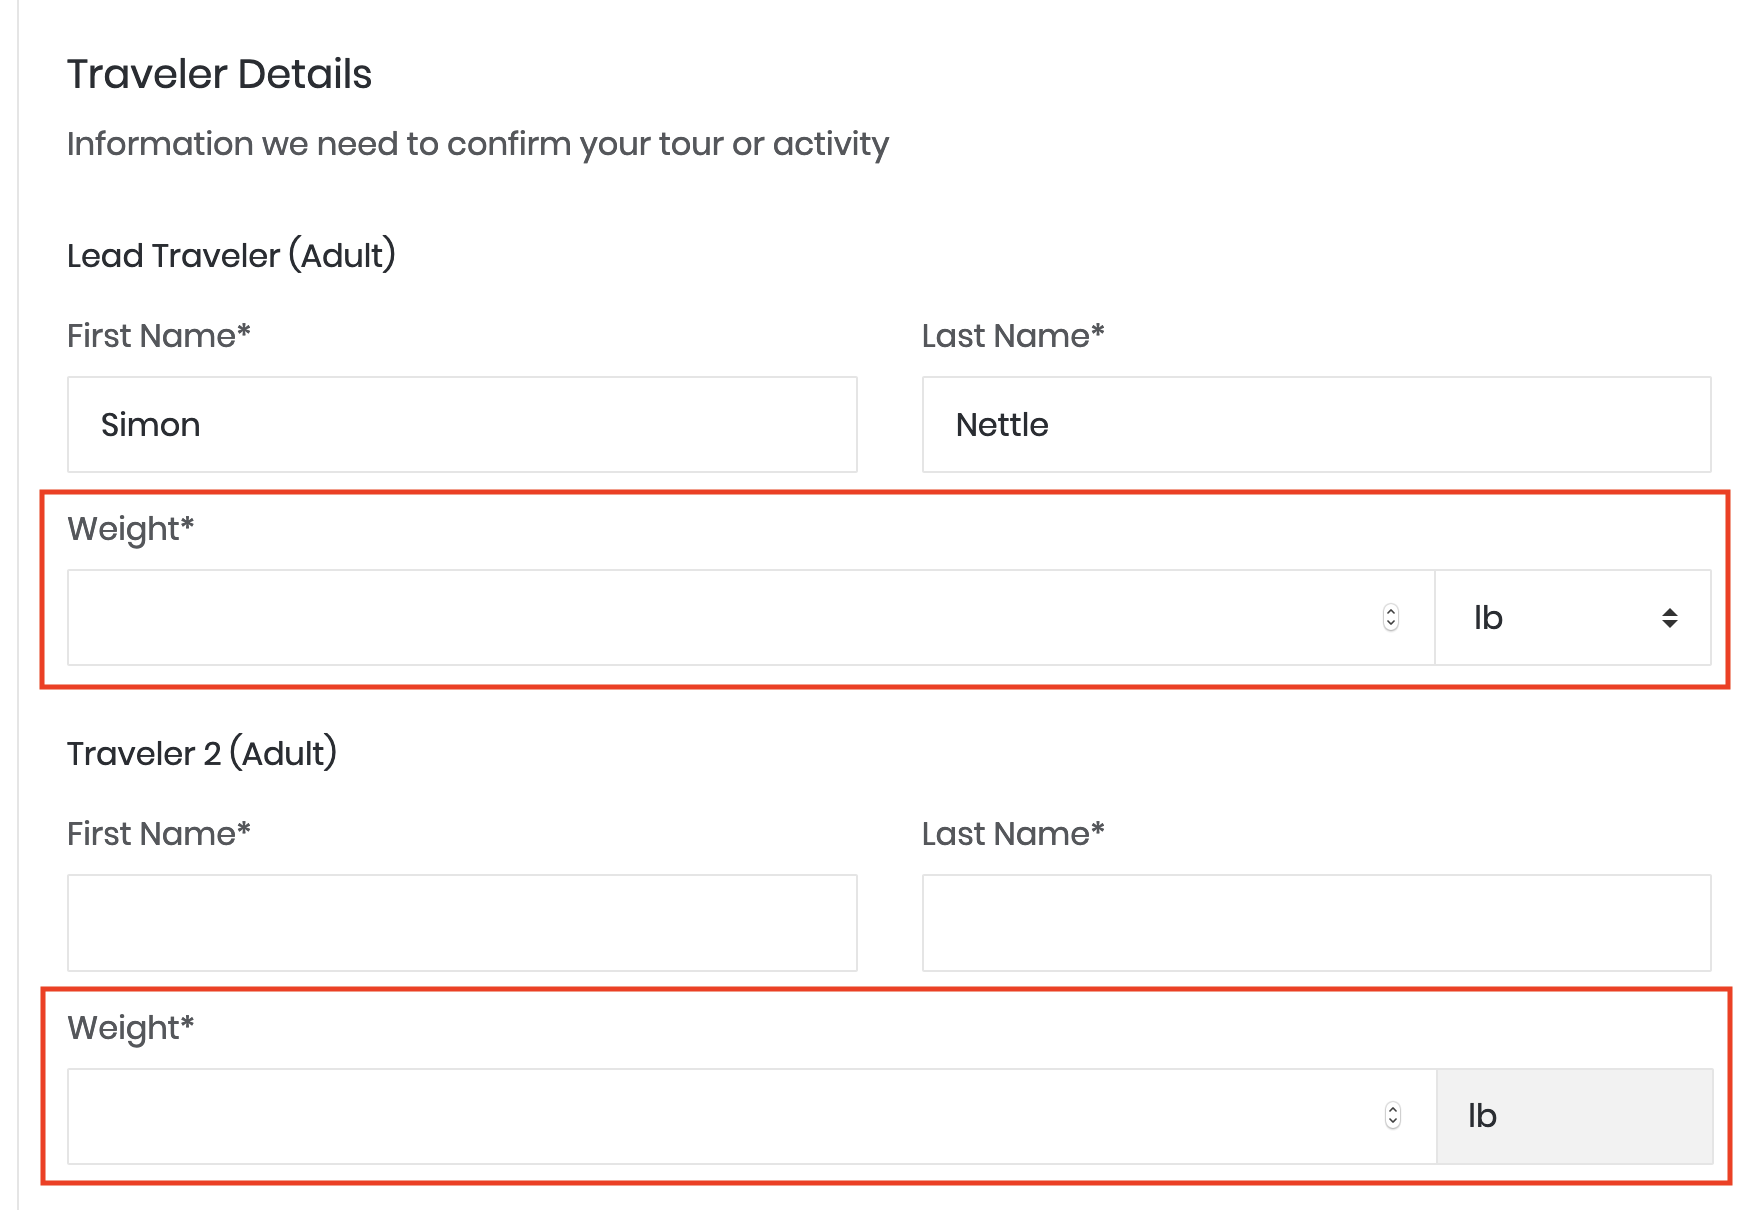 Traveler Details
Information we need to confirm your tour or activity
Lead Traveler (Adult)
First Name* Last Name*
Simon Nettle
Weight*
lb
Traveler 2 (Adult)
First Name* Last Name*
Weight*
lb